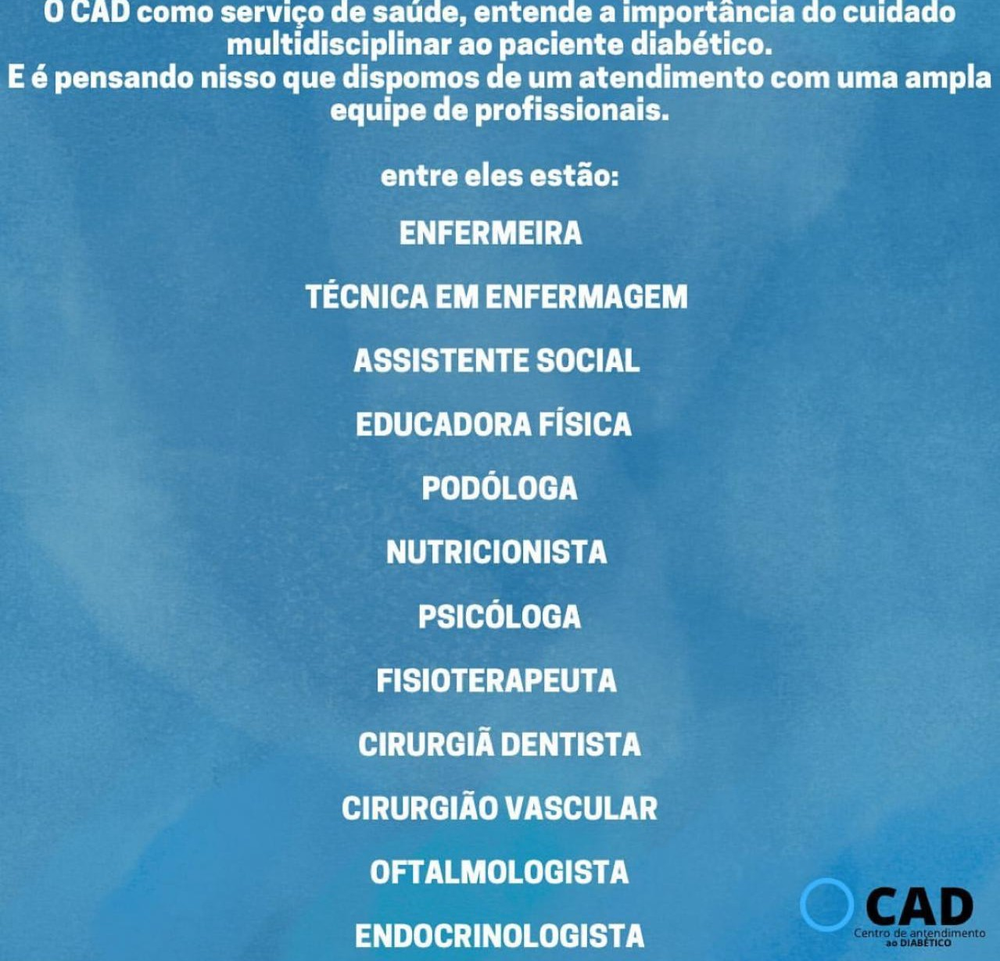 O CAD como serviço de saúde, entende a importância do cuidado
multidisciplinar ao paciente diabético.
E é pensando nisso que dispomos de um atendimento com uma ampla
equipe de profissionais.
entre eles estão:
ENFERMEIRA
TÉCNICA EM ENFERMAGEM
ASSISTENTE SOCIAL
EDUCADORA FÍSICA
PODÓLOGA
NUTRICIONISTA
PSICÓLOGA
FISIOTERAPEUTA
CIRURGIÃ DENTISTA
CIRURGIÃO VASCULAR
OFTALMOLOGISTA
ENDOCRINOLOGISTA
CAD
Centro de antendimento
ao DIABÉTICO